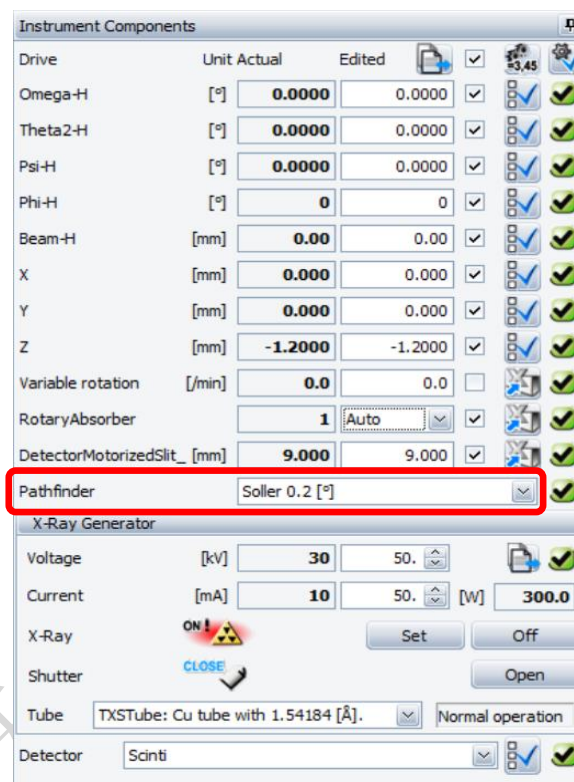 Instrument Components
Drive Unit Actual Edited =3,45
Omega-H [°] 0.0000 0.0000
Theta2-H [°] 0.0000 0.0000
Psi-H [°] 0.0000 0.0000
Phi-H [°] 0 0
Beam-H [mm] 0.00 0.00
X [mm] 0.000 0.000
Y [mm] 0.000 0.000
Z [mm] -1.2000 -1.2000
Variable rotation [/min] 0.0 0.0
RotaryAbsorber 1 Auto
DetectorMotorizedSlit_ [mm] 9.000 9.000
Pathfinder Soller 0.2 [°]
X-Ray Generator
Voltage [kV] 30 50.
Current [mA] 10 50. [W] 300.0
X-Ray ON ! Set Off
Shutter CLOSE Open
Tube TXSTube: Cu tube with 1.54184 [Å]. Normal operation
Detector Scinti